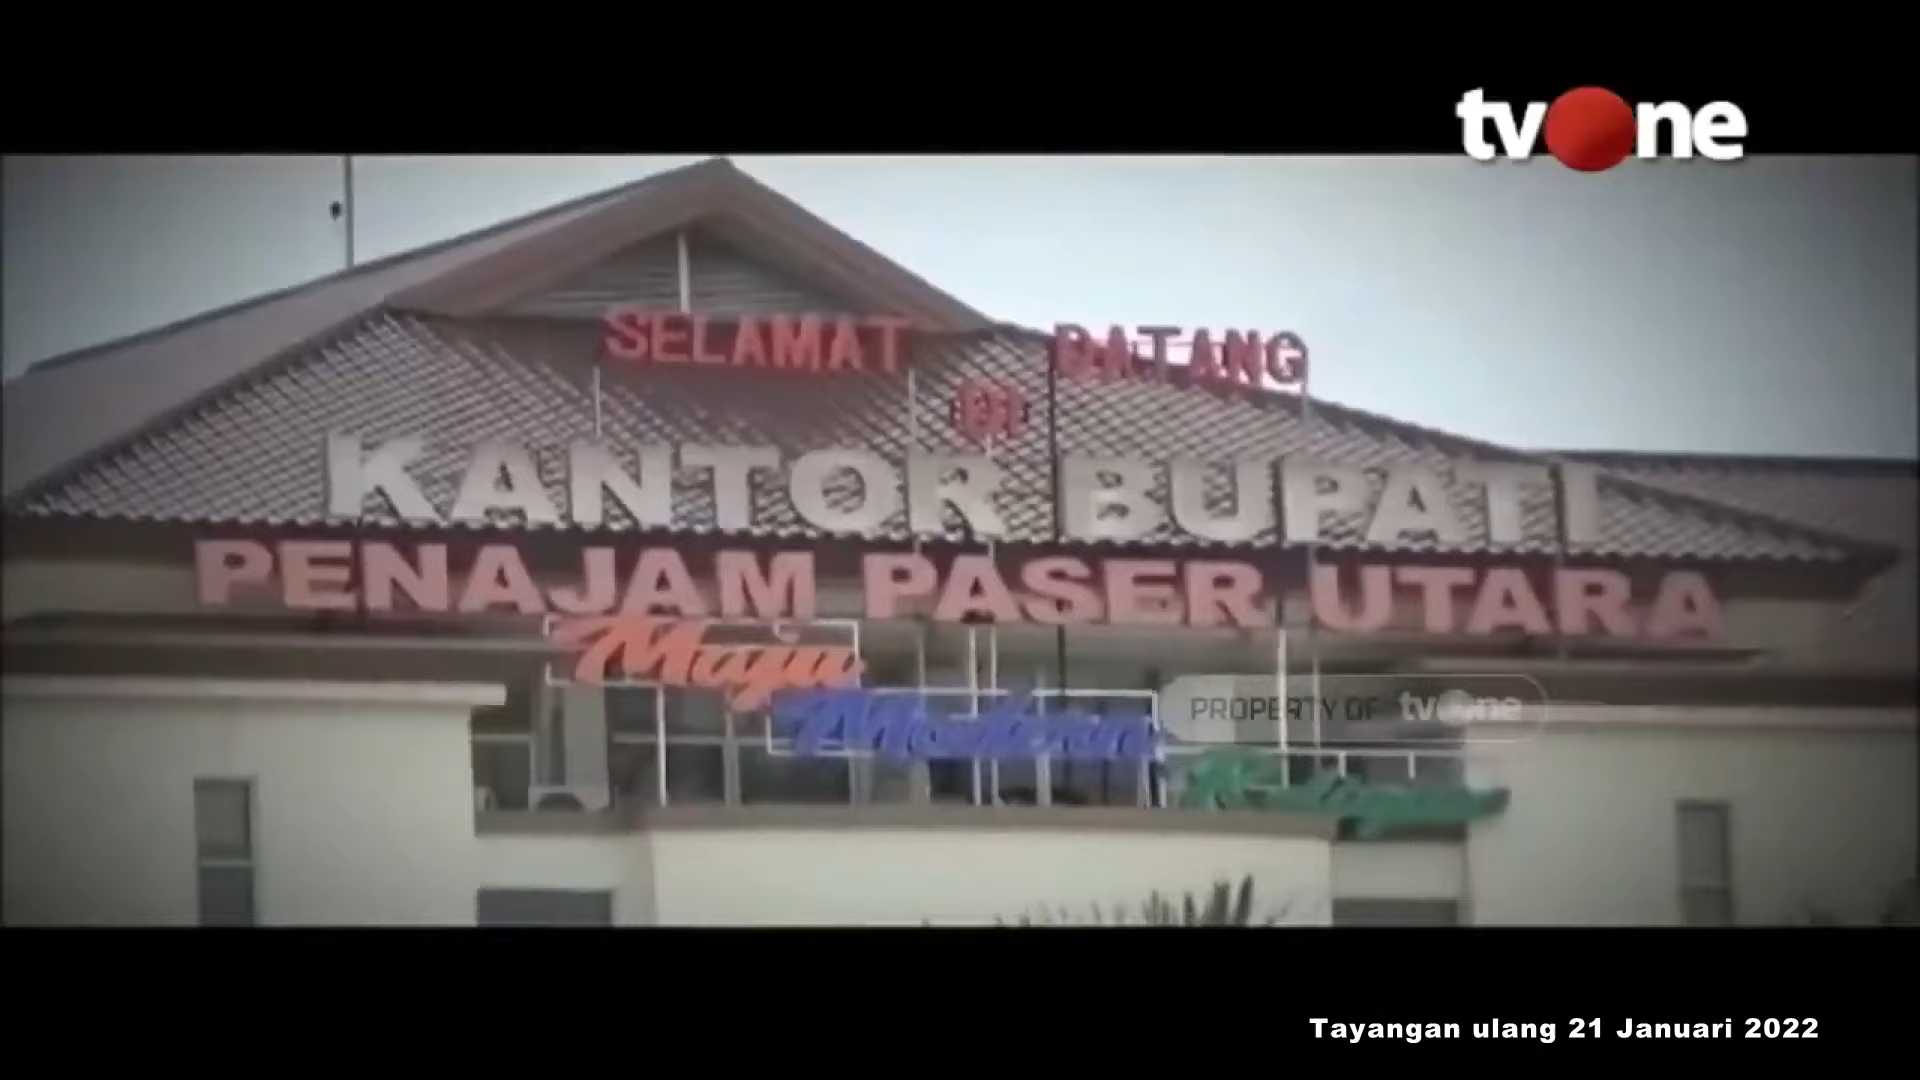 tvOne
SELAMAT DATANG
DI
KANTOR BUPATI
PENAJAM PASER UTARA
Maju
Modern
PROPERTY OF tvOne
Religius
Tayangan ulang 21 Januari 2022